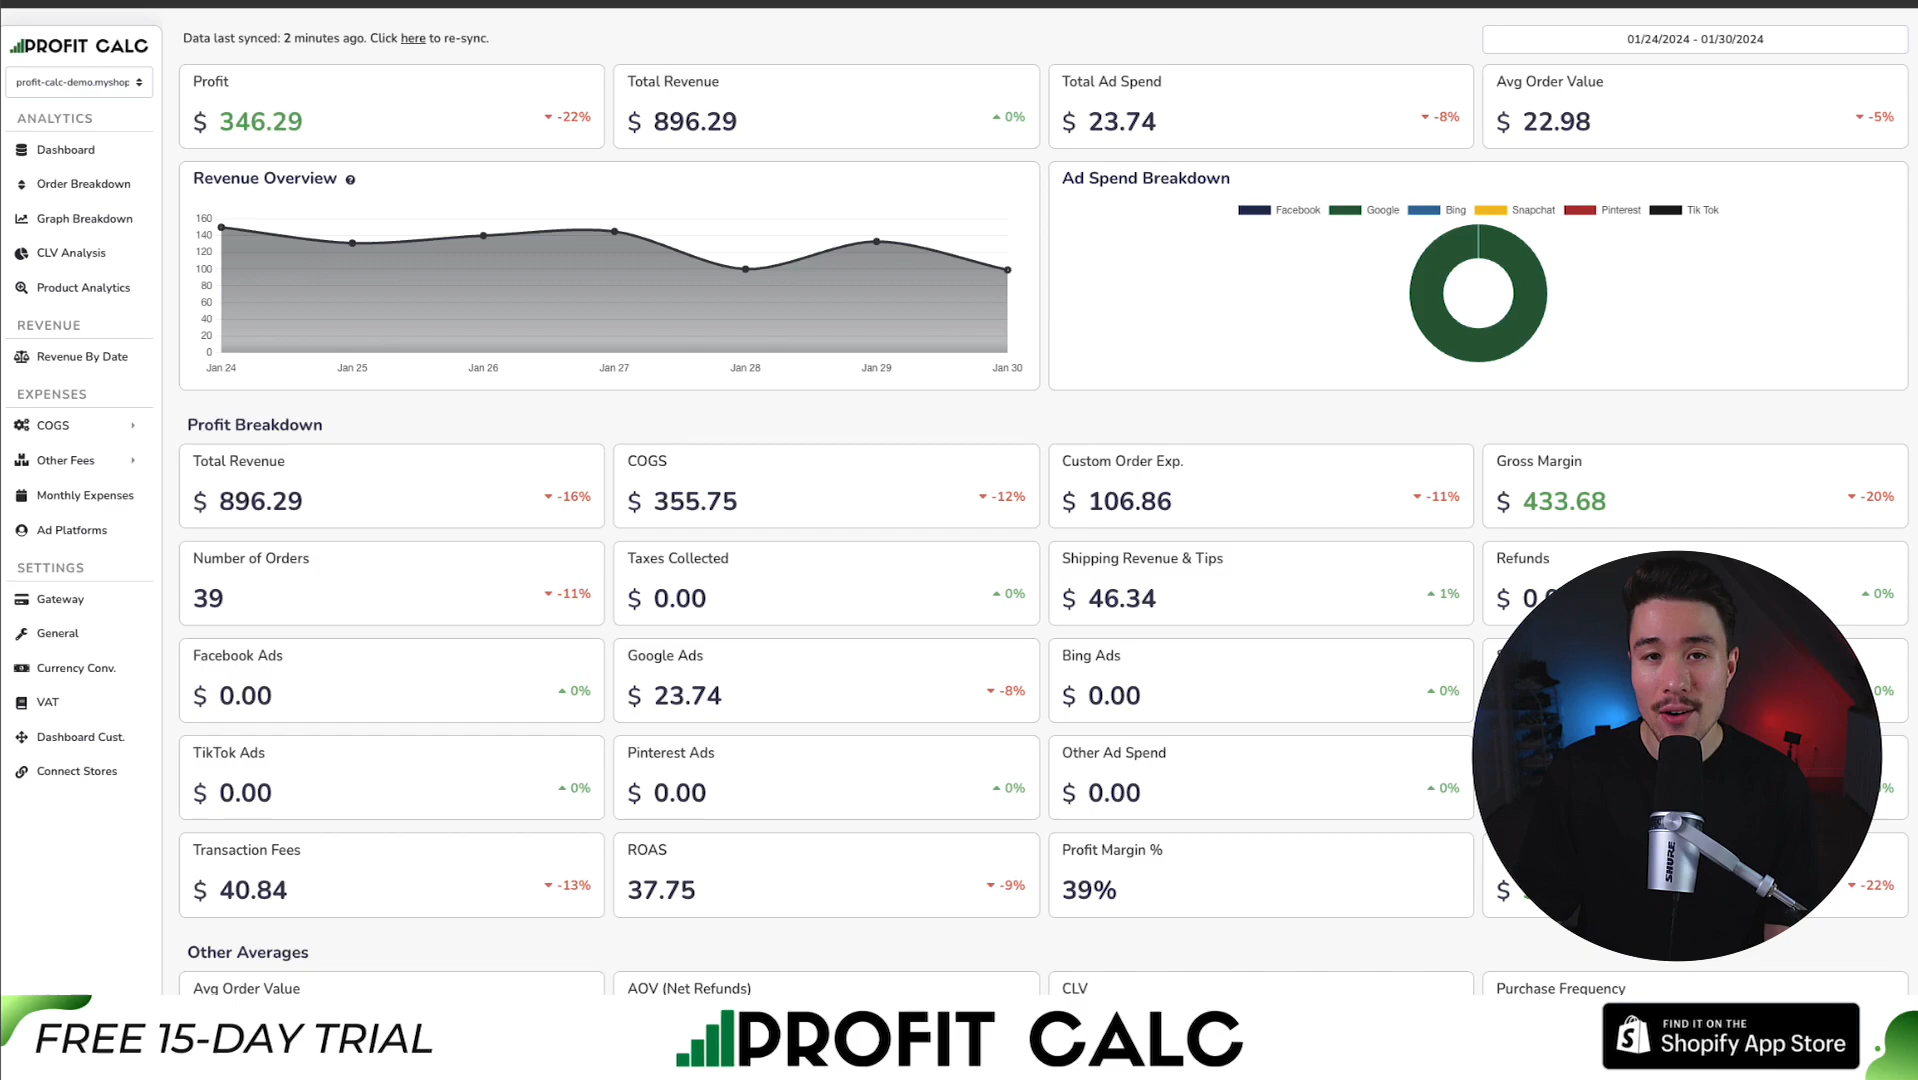 PROFIT CALC
profit-calc-demo.myshop
ANALYTICS
Dashboard
Order Breakdown
Graph Breakdown
CLV Analysis
Product Analytics
REVENUE
Revenue By Date
EXPENSES
COGS
Other Fees
Monthly Expenses
Ad Platforms
SETTINGS
Gateway
General
Currency Conv.
VAT
Dashboard Cust.
Connect Stores
Data last synced: 2 minutes ago. Click here to re-sync.
01/24/2024 - 01/30/2024
Profit
$ 346.29 -22%
Total Revenue
$ 896.29 0%
Total Ad Spend
$ 23.74 -8%
Avg Order Value
$ 22.98 -5%
Revenue Overview
160
140
120
100
80
60
40
20
0
Jan 24 Jan 25 Jan 26 Jan 27 Jan 28 Jan 29 Jan 30
Ad Spend Breakdown
Facebook Google Bing Snapchat Pinterest Tik Tok
Profit Breakdown
Total Revenue
$ 896.29 -16%
COGS
$ 355.75 -12%
Custom Order Exp.
$ 106.86 -11%
Gross Margin
$ 433.68 -20%
Number of Orders
39 -11%
Taxes Collected
$ 0.00 0%
Shipping Revenue & Tips
$ 46.34 1%
Refunds
$ 0.0 0%
Facebook Ads
$ 0.00 0%
Google Ads
$ 23.74 -8%
Bing Ads
$ 0.00 0%
0%
TikTok Ads
$ 0.00 0%
Pinterest Ads
$ 0.00 0%
Other Ad Spend
$ 0.00 0%
%
Transaction Fees
$ 40.84 -13%
ROAS
37.75 -9%
Profit Margin %
39%
$ -22%
Other Averages
Avg Order Value
AOV (Net Refunds)
CLV
Purchase Frequency
SHURE
FREE 15-DAY TRIAL
PROFIT CALC
FIND IT ON THE
Shopify App Store